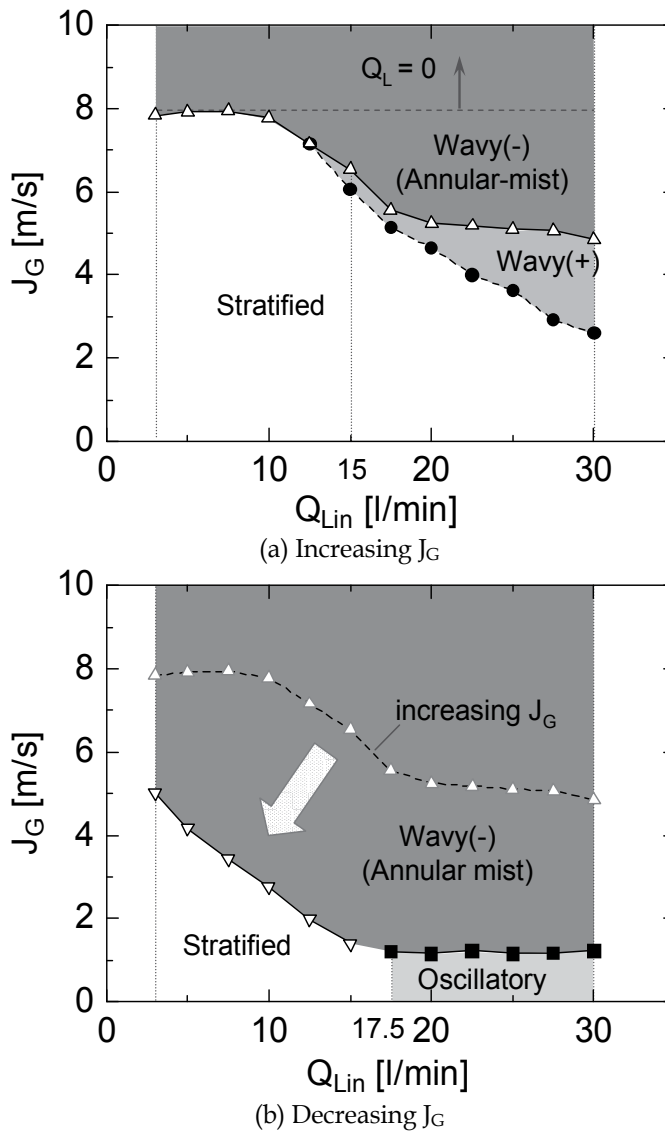 10
8
6
4
2
0
J_G [m/s]
Q_L = 0
Wavy(-)
(Annular-mist)
Wavy(+)
Stratified
0 10 15 20 30
Q_Lin [l/min]
(a) Increasing J_G
10
8
6
4
2
0
J_G [m/s]
increasing J_G
Wavy(-)
(Annular mist)
Stratified
Oscillatory
0 10 17.5 20 30
Q_Lin [l/min]
(b) Decreasing J_G